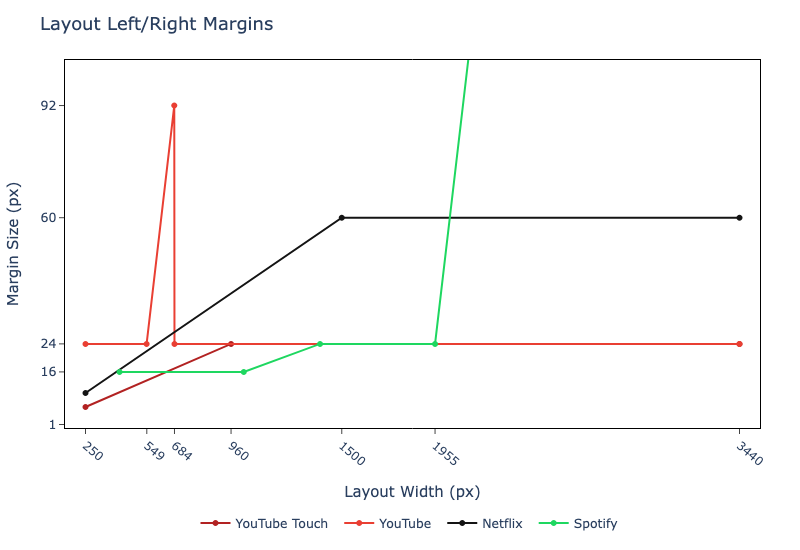 Layout Left/Right Margins
Margin Size (px)
92
60
24
16
1
250 549 684 960 1500 1955 3440
Layout Width (px)
YouTube Touch YouTube Netflix Spotify